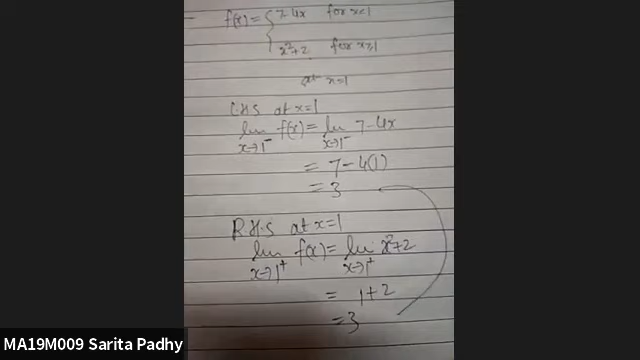 f(x) = { 7-4x for x<1
x²+2 for x≥1
at x=1
L.H.S at x=1
lim x→1⁻ f(x) = lim x→1⁻ 7-4x
= 7-4(1)
= 3
R.H.S at x=1
lim x→1⁺ f(x) = lim x→1⁺ x²+2
= 1+2
=3
MA19M009 Sarita Padhy